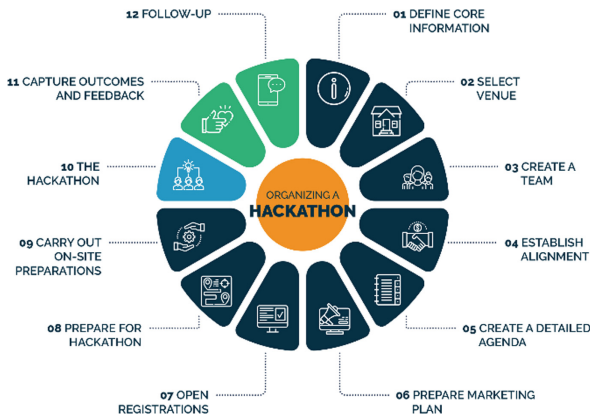 12 FOLLOW-UP
01 DEFINE CORE
INFORMATION
11 CAPTURE OUTCOMES
AND FEEDBACK
02 SELECT
VENUE
10 THE
HACKATHON
03 CREATE A
TEAM
ORGANIZING A
HACKATHON
09 CARRY OUT
ON-SITE
PREPARATIONS
04 ESTABLISH
ALIGNMENT
08 PREPARE FOR
HACKATHON
05 CREATE A DETAILED
AGENDA
07 OPEN
REGISTRATIONS
06 PREPARE MARKETING
PLAN